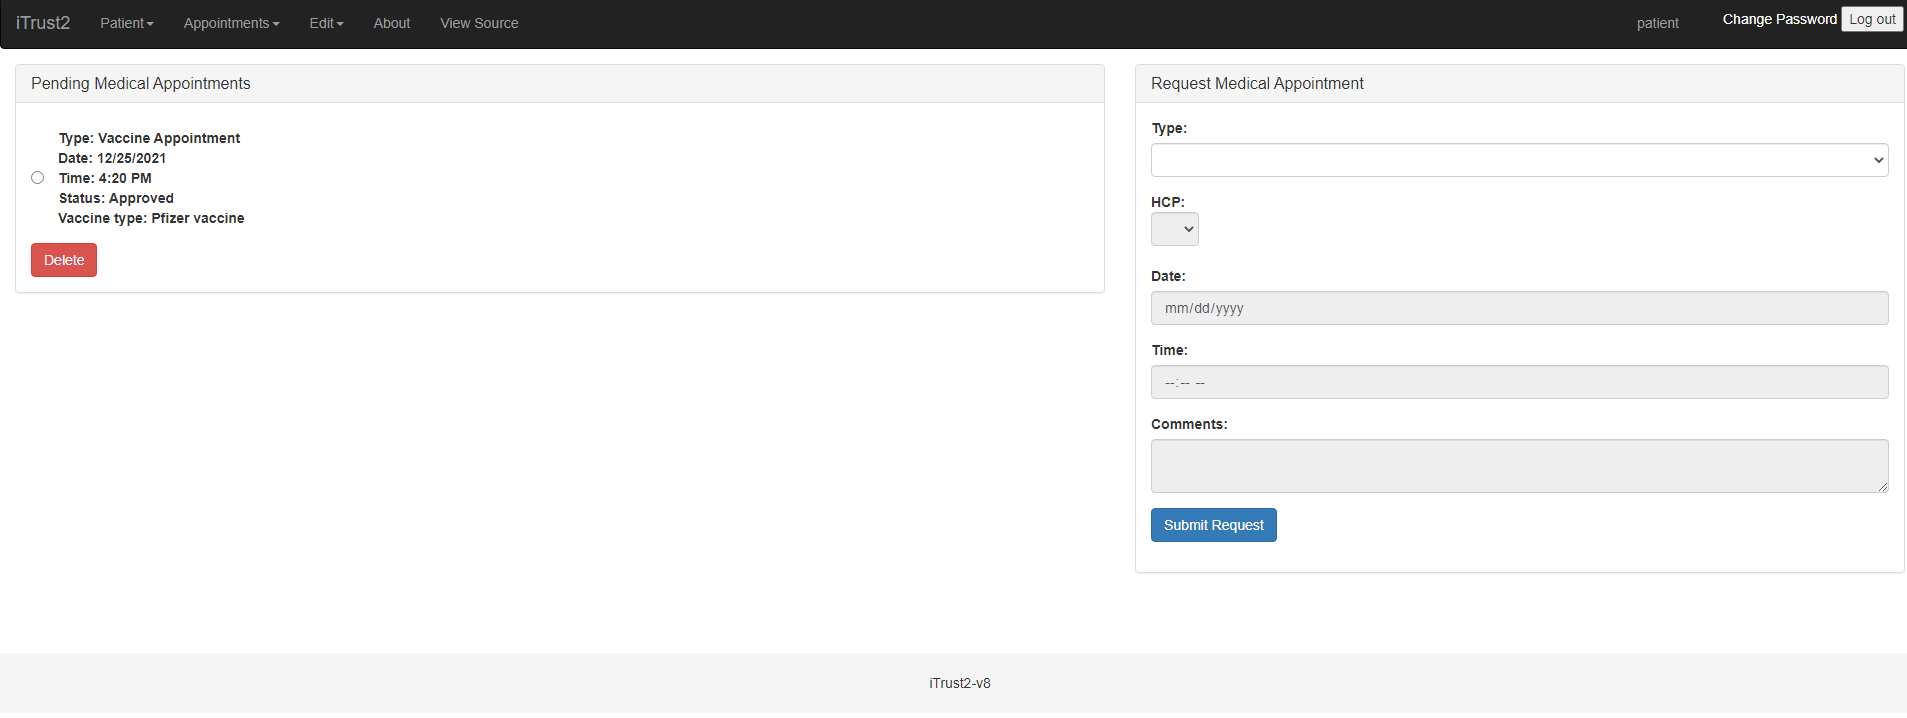 iTrust2 Patient Appointments Edit About View Source patient Change Password Log out
Pending Medical Appointments
Type: Vaccine Appointment
Date: 12/25/2021
Time: 4:20 PM
Status: Approved
Vaccine type: Pfizer vaccine
Delete
Request Medical Appointment
Type:
HCP:
Date:
mm/dd/yyyy
Time:
--:-- --
Comments:
Submit Request
iTrust2-v8